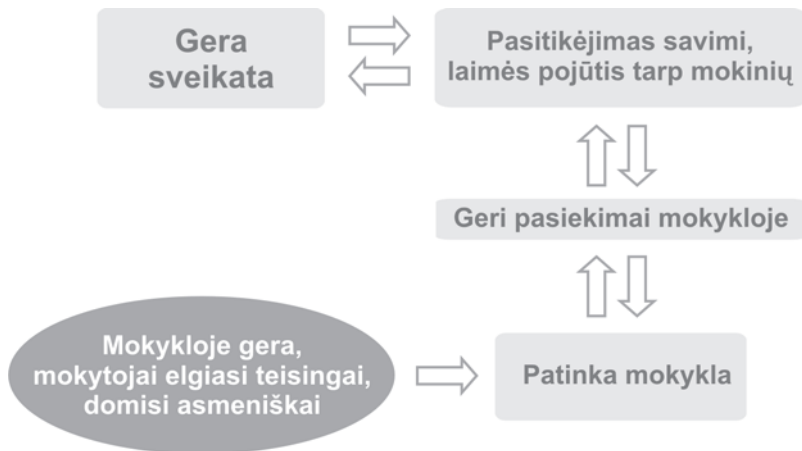 Gera
sveikata
Pasitikėjimas savimi,
laimės pojūtis tarp mokinių
Geri pasiekimai mokykloje
Mokykloje gera,
mokytojai elgiasi teisingai,
domisi asmeniškai
Patinka mokykla